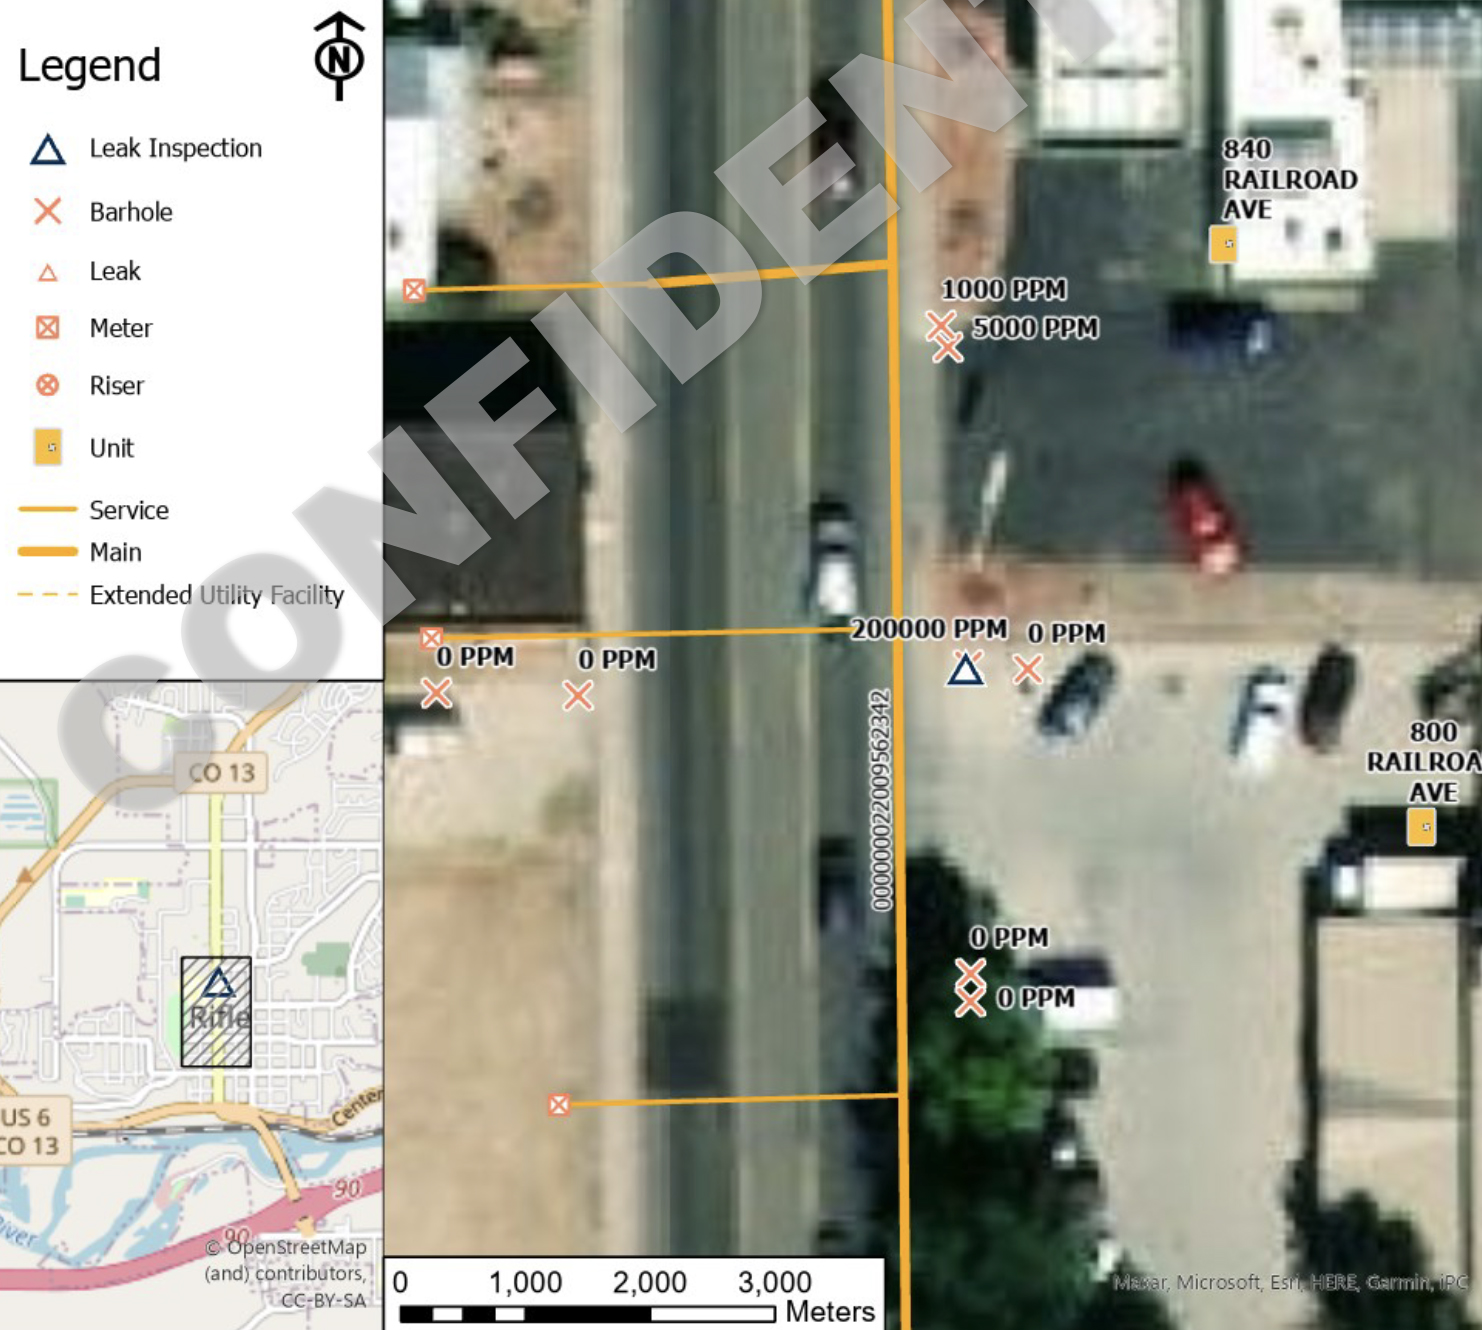 Legend
N
Leak Inspection
Barhole
Leak
Meter
Riser
Unit
Service
Main
Extended Utility Facility
CONFIDENT
840
RAILROAD
AVE
1000 PPM
5000 PPM
200000 PPM
0 PPM
0 PPM
0 PPM
0000002209562342
800
RAILROA
AVE
0 PPM
0 PPM
CO 13
Rifle
US 6
CO 13
Center
90
90
River
© OpenStreetMap
(and) contributors,
CC-BY-SA
0 1,000 2,000 3,000
Meters
Maxar, Microsoft, Esri, HERE, Garmin, iPC